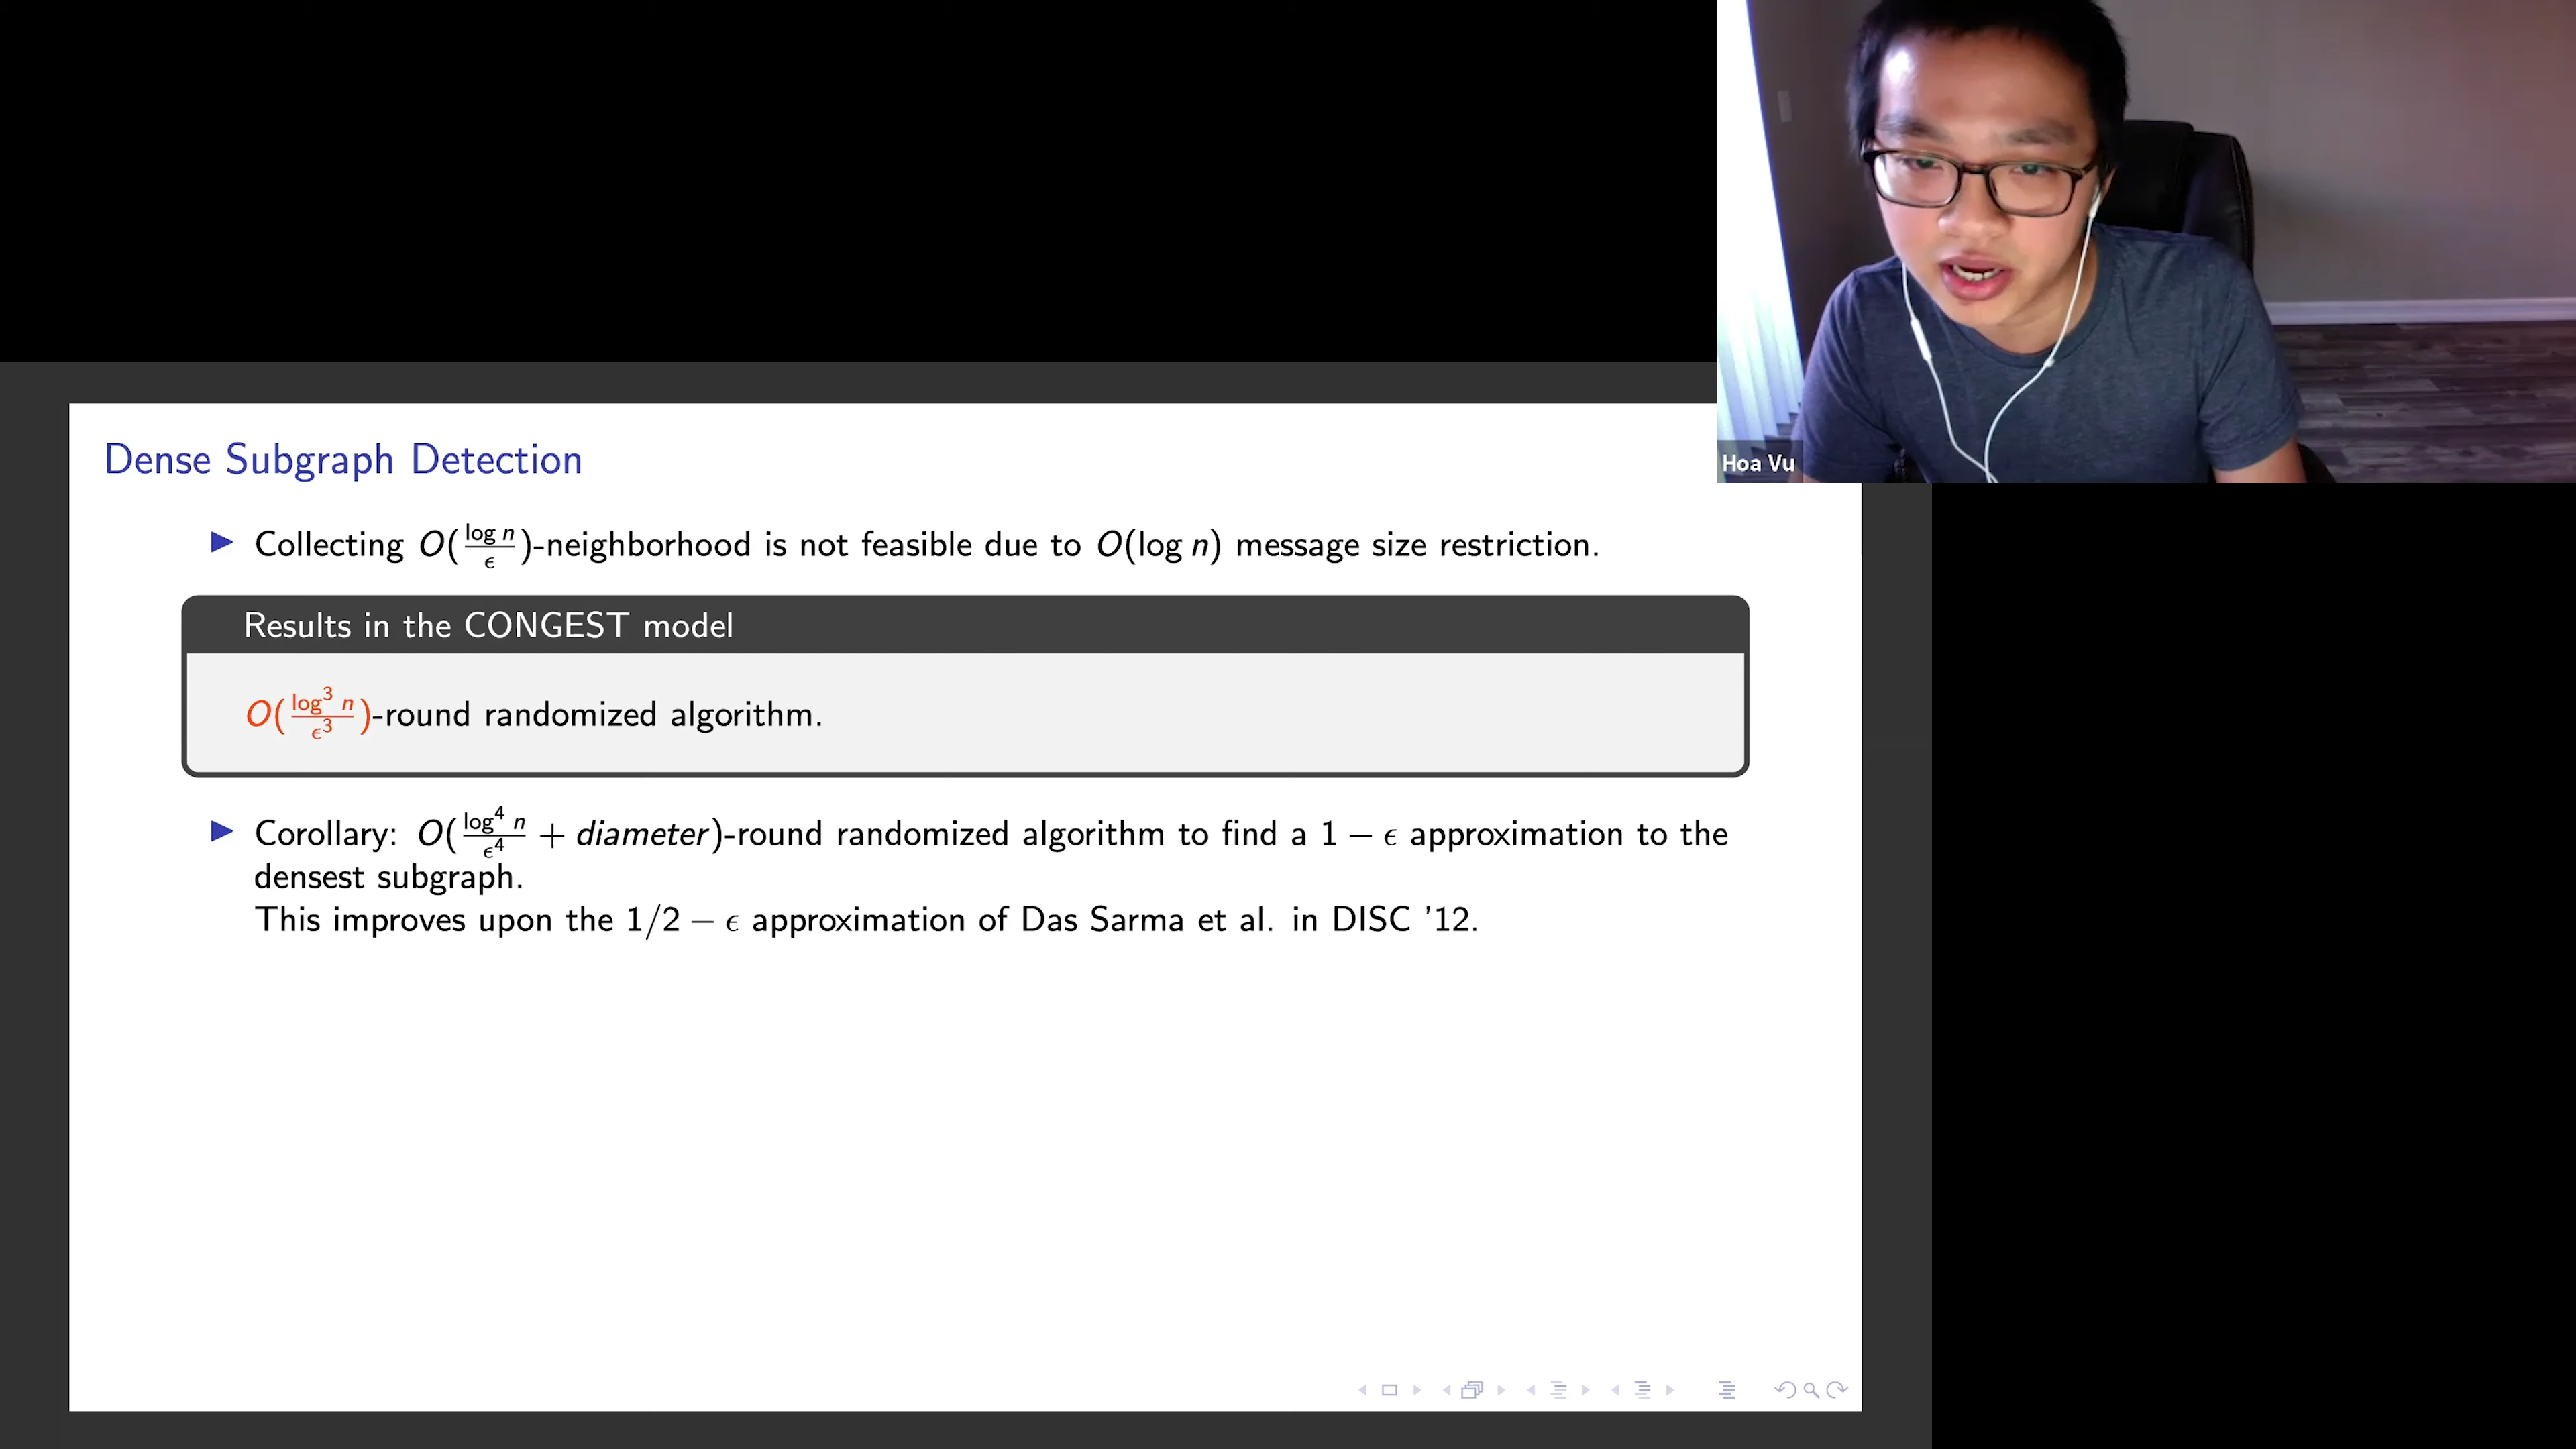 Hoa Vu
Dense Subgraph Detection
▶ Collecting O(log n / ϵ)-neighborhood is not feasible due to O(log n) message size restriction.
Results in the CONGEST model
O(log³ n / ϵ³)-round randomized algorithm.
▶ Corollary: O(log⁴ n / ϵ⁴ + diameter)-round randomized algorithm to find a 1 − ϵ approximation to the
densest subgraph.
This improves upon the 1/2 − ϵ approximation of Das Sarma et al. in DISC '12.